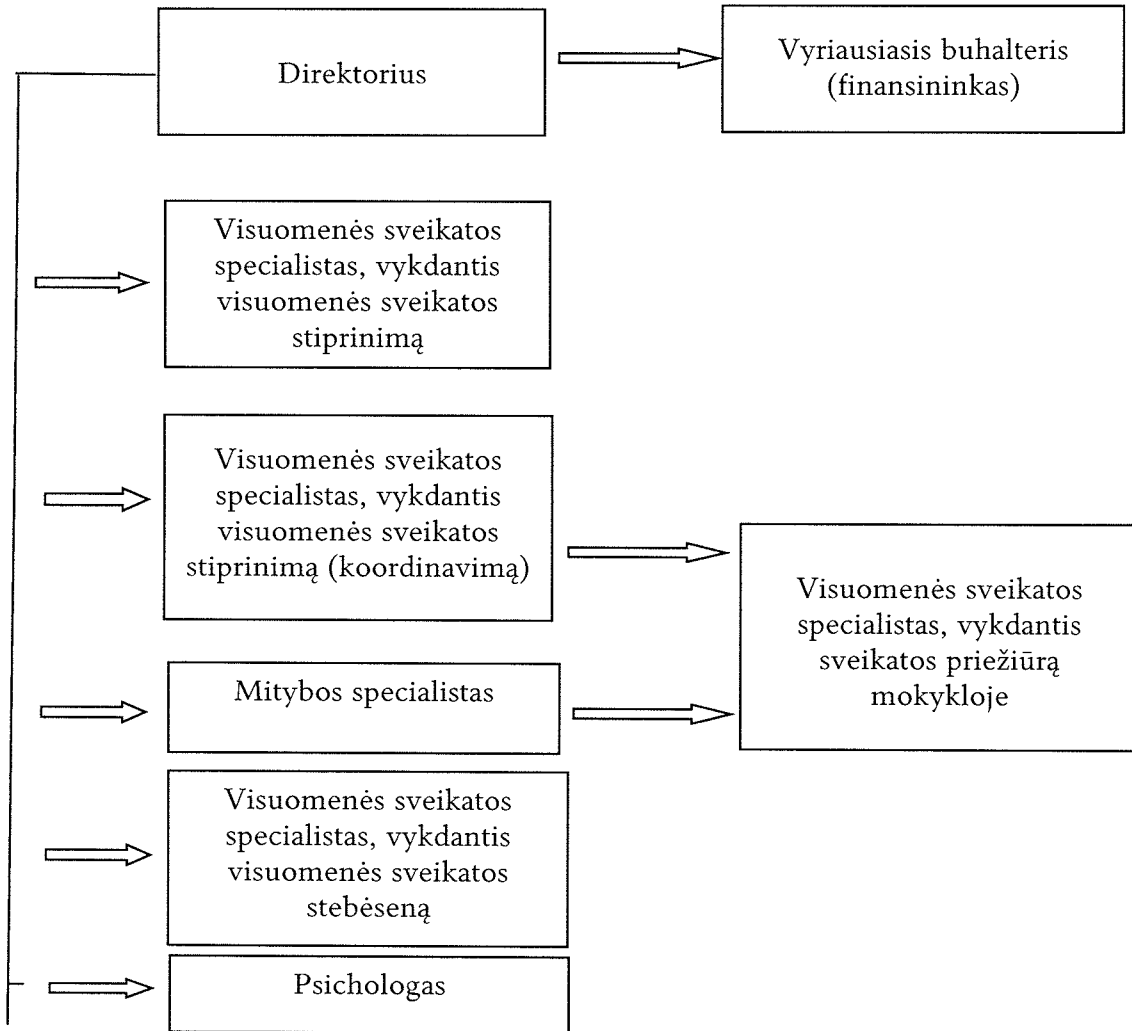 Direktorius
Vyriausiasis buhalteris
(finansininkas)
Visuomenės sveikatos
specialistas, vykdantis
visuomenės sveikatos
stiprinimą
Visuomenės sveikatos
specialistas, vykdantis
visuomenės sveikatos
stiprinimą (koordinavimą)
Visuomenės sveikatos
specialistas, vykdantis
sveikatos priežiūrą
mokykloje
Mitybos specialistas
Visuomenės sveikatos
specialistas, vykdantis
visuomenės sveikatos
stebėseną
Psichologas